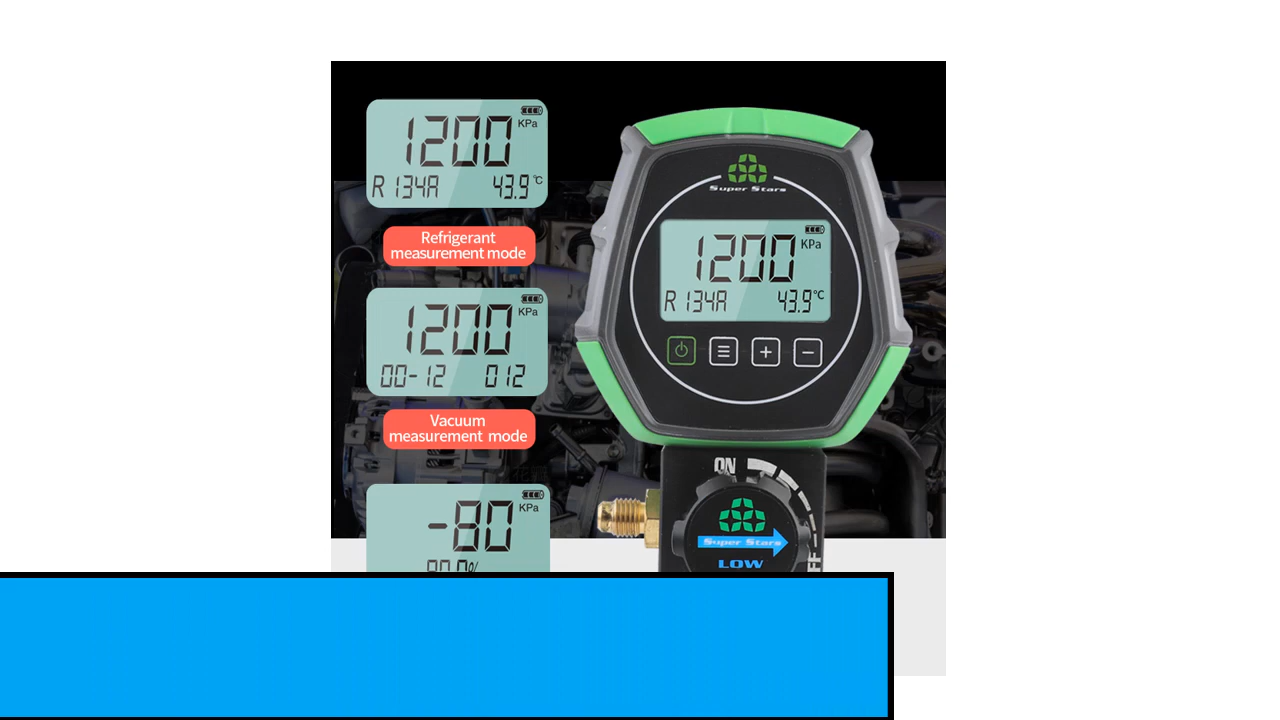 1200
KPa
R 134A 43.9 °C
Refrigerant
measurement mode
1200
KPa
00-12 012
Vacuum
measurement mode
-80
KPa
Super Stars
1200
KPa
R 134A 43.9 °C
ON
Super Stars
LOW